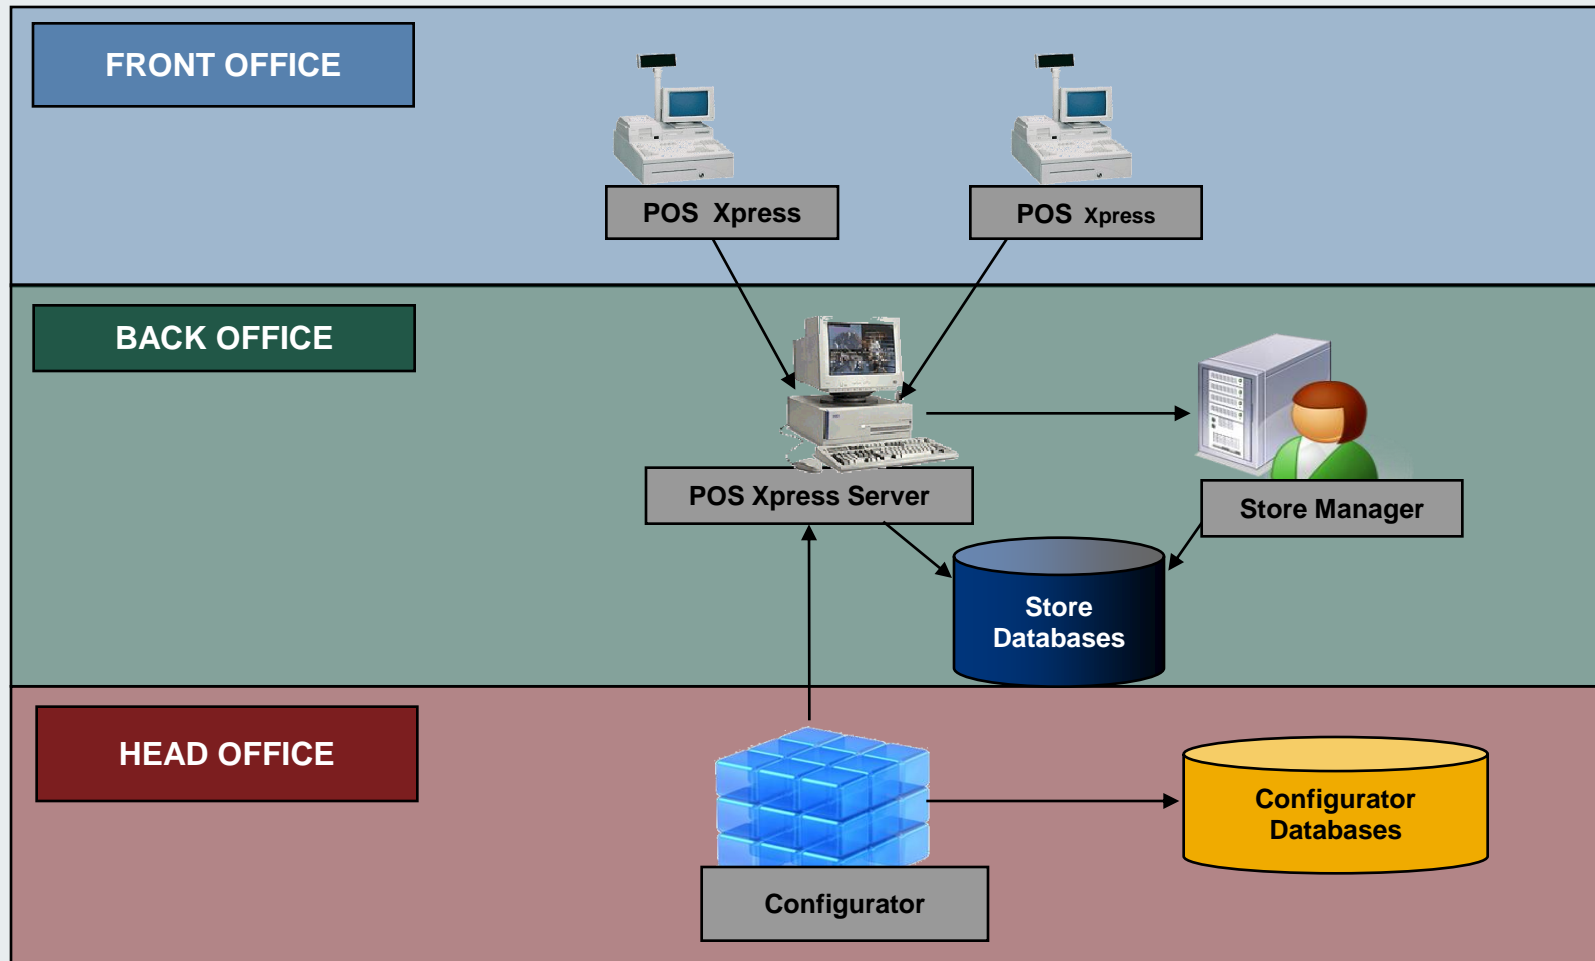 FRONT OFFICE
POS  Xpress
POS  Xpress
BACK OFFICE
POS Xpress Server
Store Manager
Store
Databases
HEAD OFFICE
Configurator
Databases
Configurator